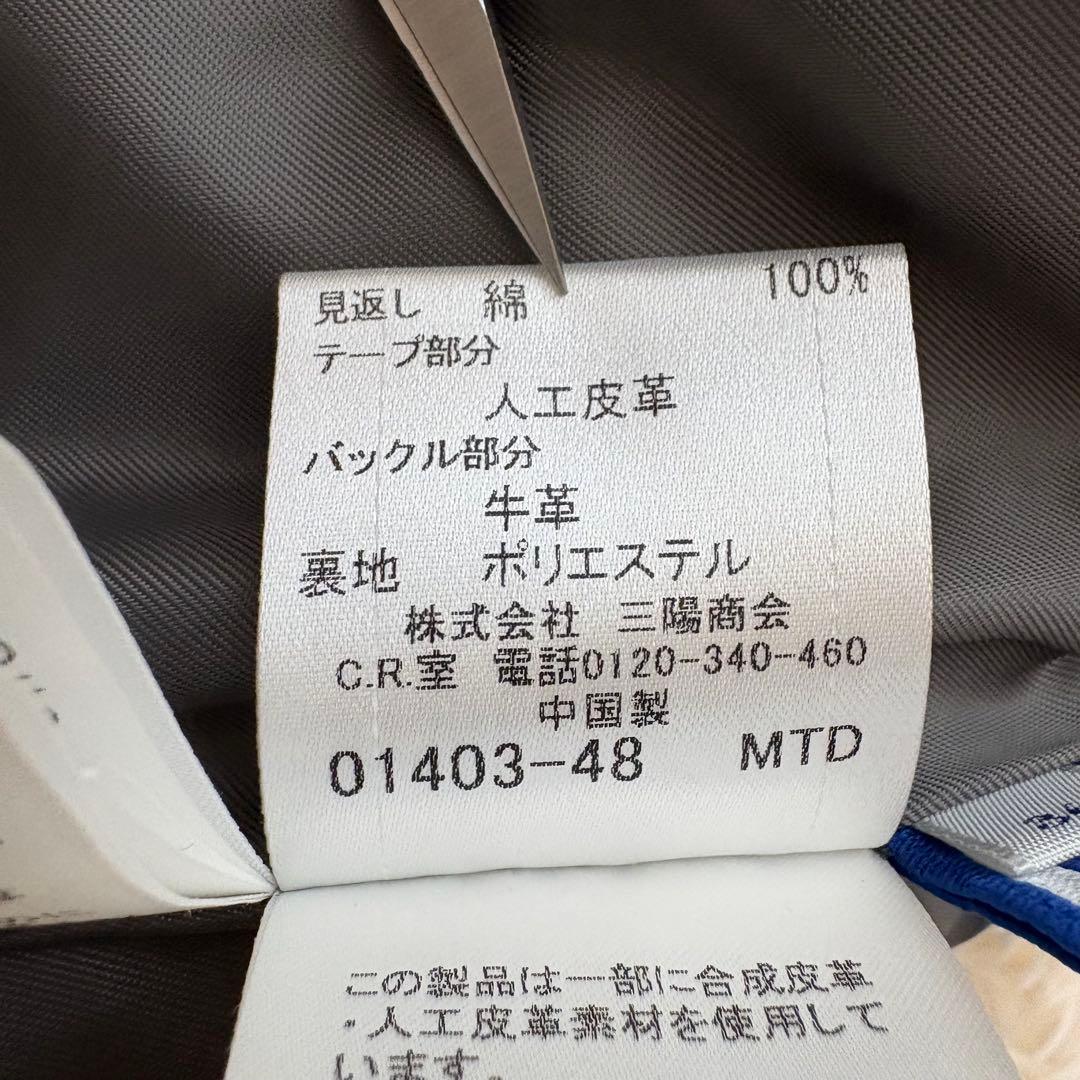 見返し 綿 100%
テープ部分
人工皮革
バックル部分
牛革
裏地 ポリエステル
株式会社 三陽商会
C.R.室 電話0120-340-460
中国製
01403-48 MTD
この製品は一部に合成皮革
・人工皮革素材を使用して
います。